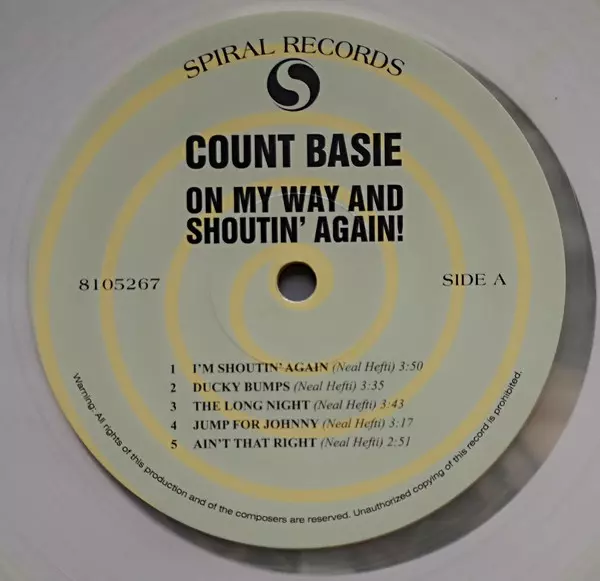 SPIRAL RECORDS
COUNT BASIE
ON MY WAY AND
SHOUTIN' AGAIN!
8105267
SIDE A
1 I'M SHOUTIN' AGAIN (Neal Hefti) 3:50
2 DUCKY BUMPS (Neal Hefti) 3:35
3 THE LONG NIGHT (Neal Hefti) 3:43
4 JUMP FOR JOHNNY (Neal Hefti) 3:17
5 AIN'T THAT RIGHT (Neal Hefti) 2:51
Warning: All rights of this production and of the composers are reserved. Unauthorized copying of this record is prohibited.